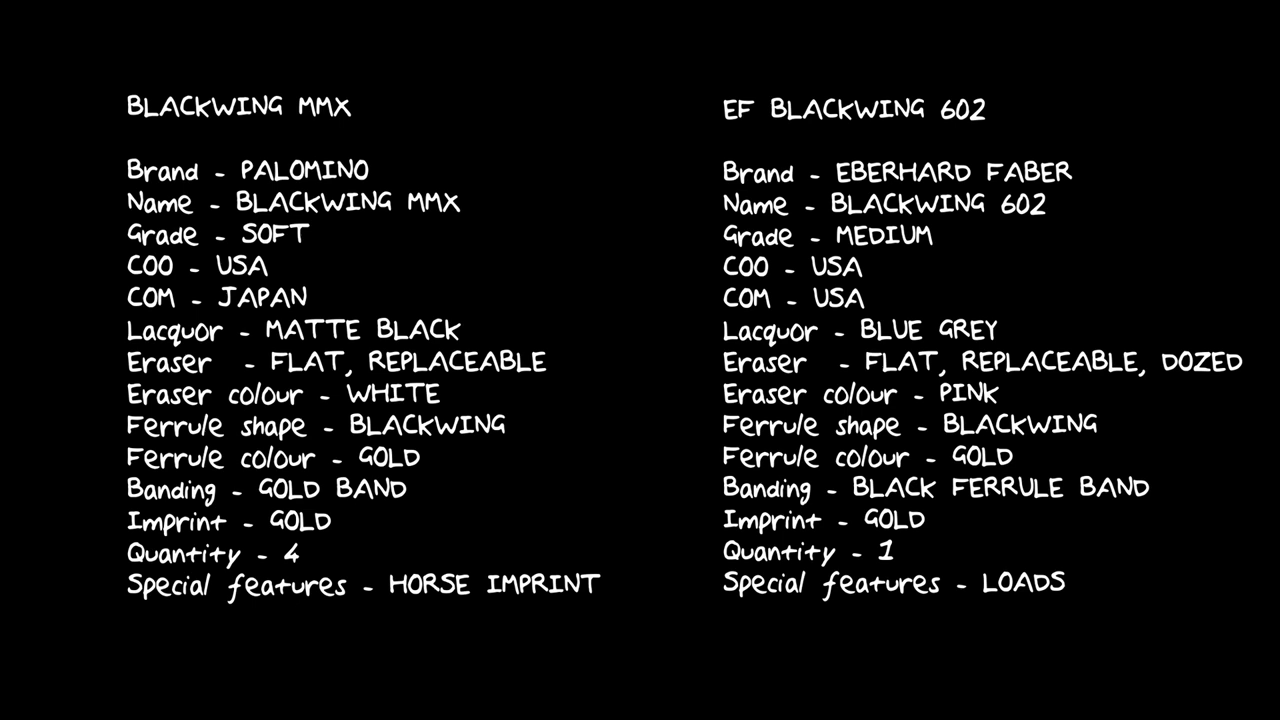 BLACKWING MMX
Brand - PALOMINO
Name - BLACKWING MMX
Grade - SOFT
COO - USA
COM - JAPAN
Lacquor - MATTE BLACK
Eraser - FLAT, REPLACEABLE
Eraser colour - WHITE
Ferrule shape - BLACKWING
Ferrule colour - GOLD
Banding - GOLD BAND
Imprint - GOLD
Quantity - 4
Special features - HORSE IMPRINT
EF BLACKWING 602
Brand - EBERHARD FABER
Name - BLACKWING 602
Grade - MEDIUM
COO - USA
COM - USA
Lacquor - BLUE GREY
Eraser - FLAT, REPLACEABLE, DOZED
Eraser colour - PINK
Ferrule shape - BLACKWING
Ferrule colour - GOLD
Banding - BLACK FERRULE BAND
Imprint - GOLD
Quantity - 1
Special features - LOADS